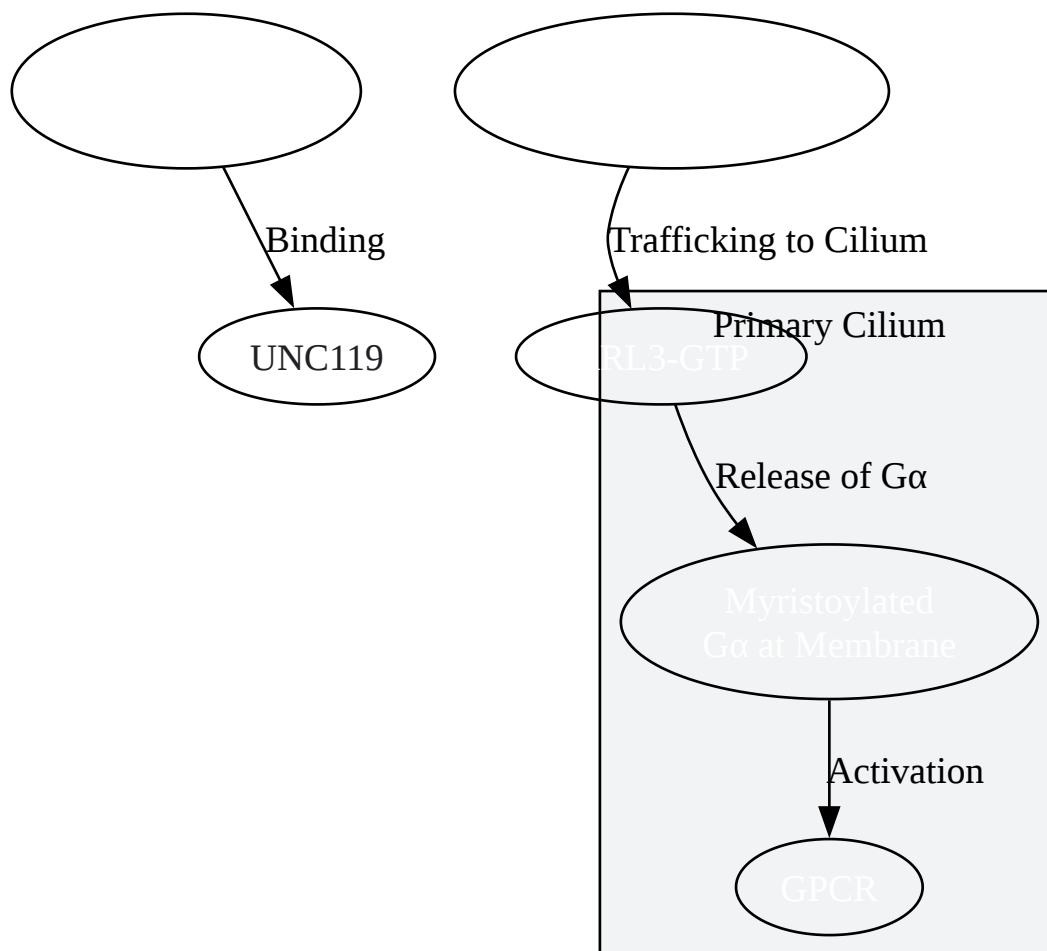 Binding
Trafficking to Cilium
Primary Cilium
UNC119
RL3-GTP
Release of Gα
Myristoylated
Gα at Membrane
Activation
GPCR